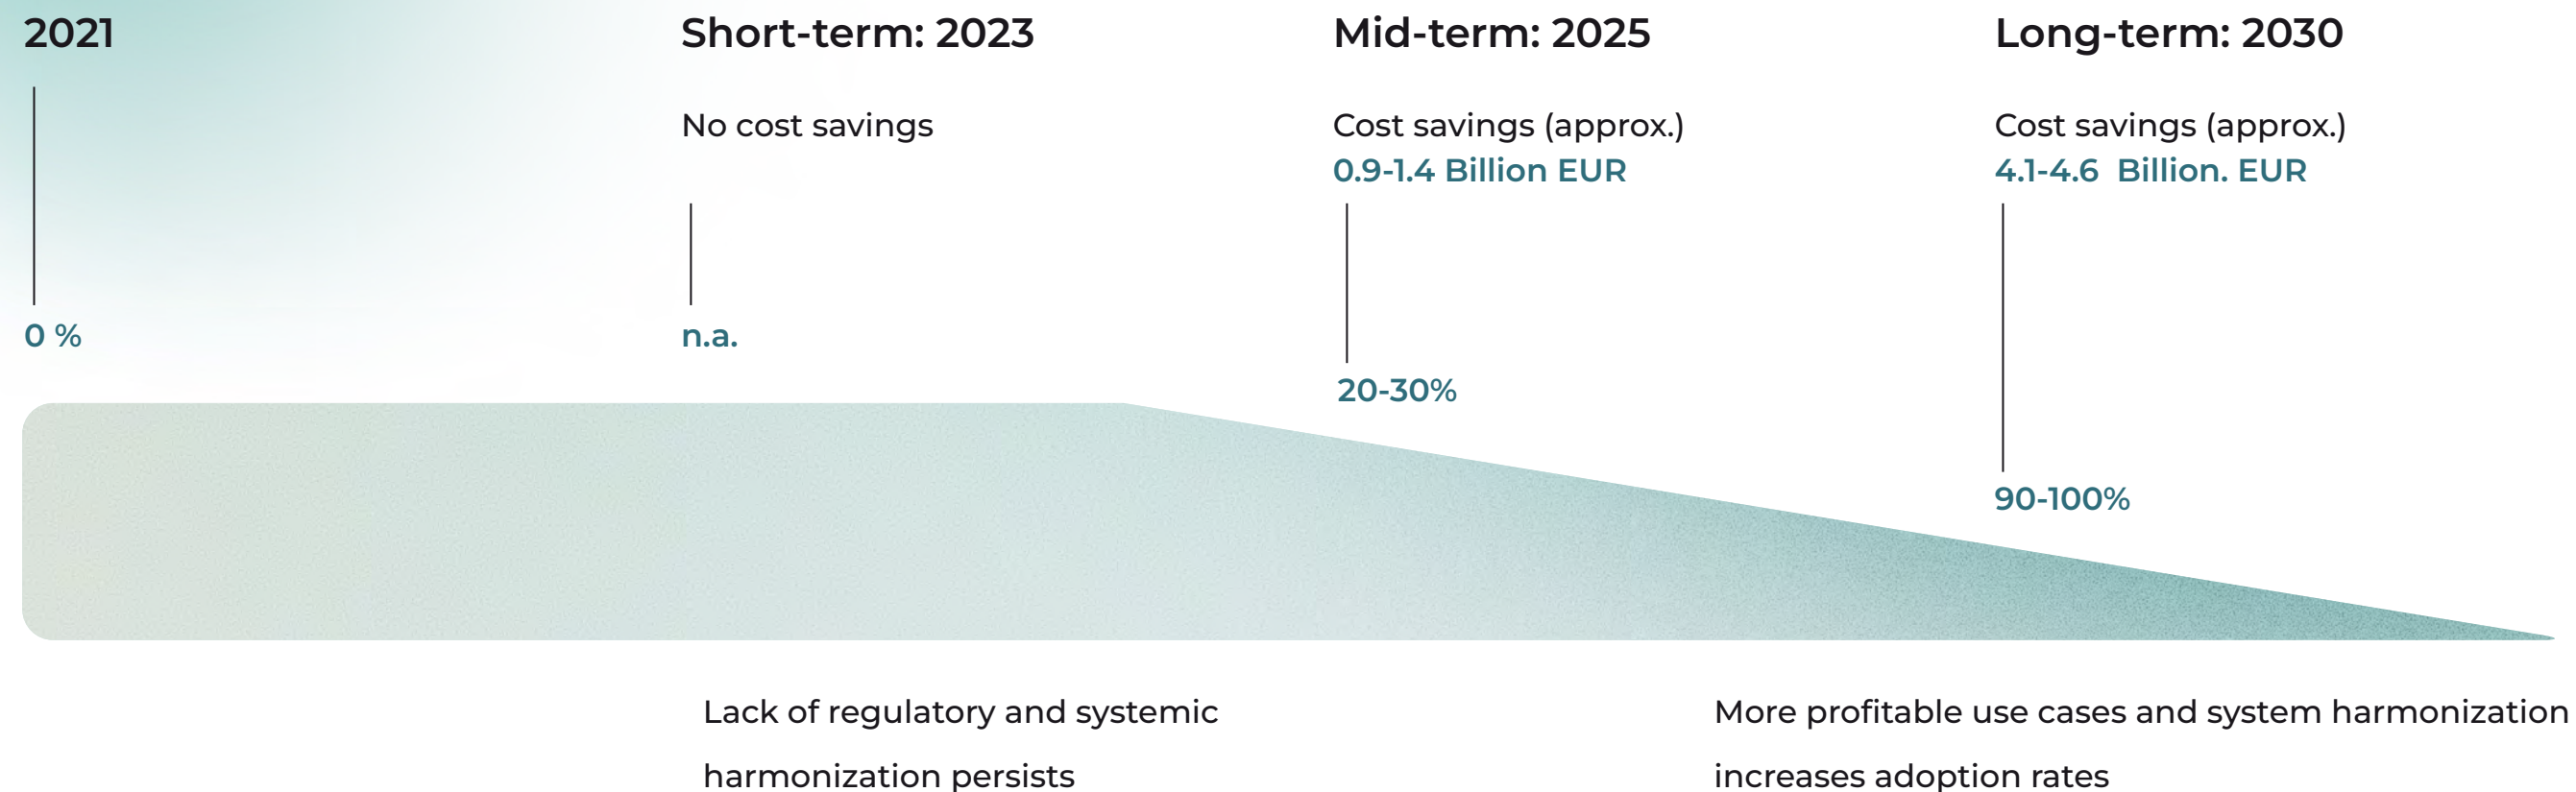 2021
0 %
Short-term: 2023
No cost savings
n.a.
Mid-term: 2025
Cost savings (approx.)
0.9-1.4 Billion EUR
20-30%
Long-term: 2030
Cost savings (approx.)
4.1-4.6  Billion. EUR
90-100%
Lack of regulatory and systemic
harmonization persists
More profitable use cases and system harmonization
increases adoption rates